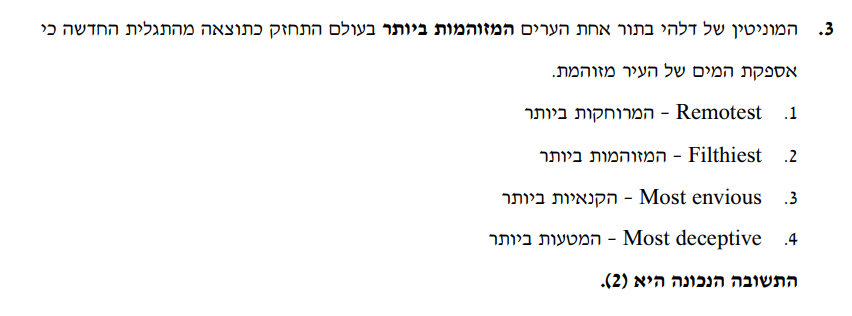 3. המוניטין של דלהי בתור אחת הערים המזוהמות ביותר בעולם התחזק כתוצאה מהתגלית החדשה כי
אספקת המים של העיר מזוהמת.
1. Remotest – המרוחקות ביותר
2. Filthiest – המזוהמות ביותר
3. Most envious – הקנאיות ביותר
4. Most deceptive – המטעות ביותר
התשובה הנכונה היא (2).